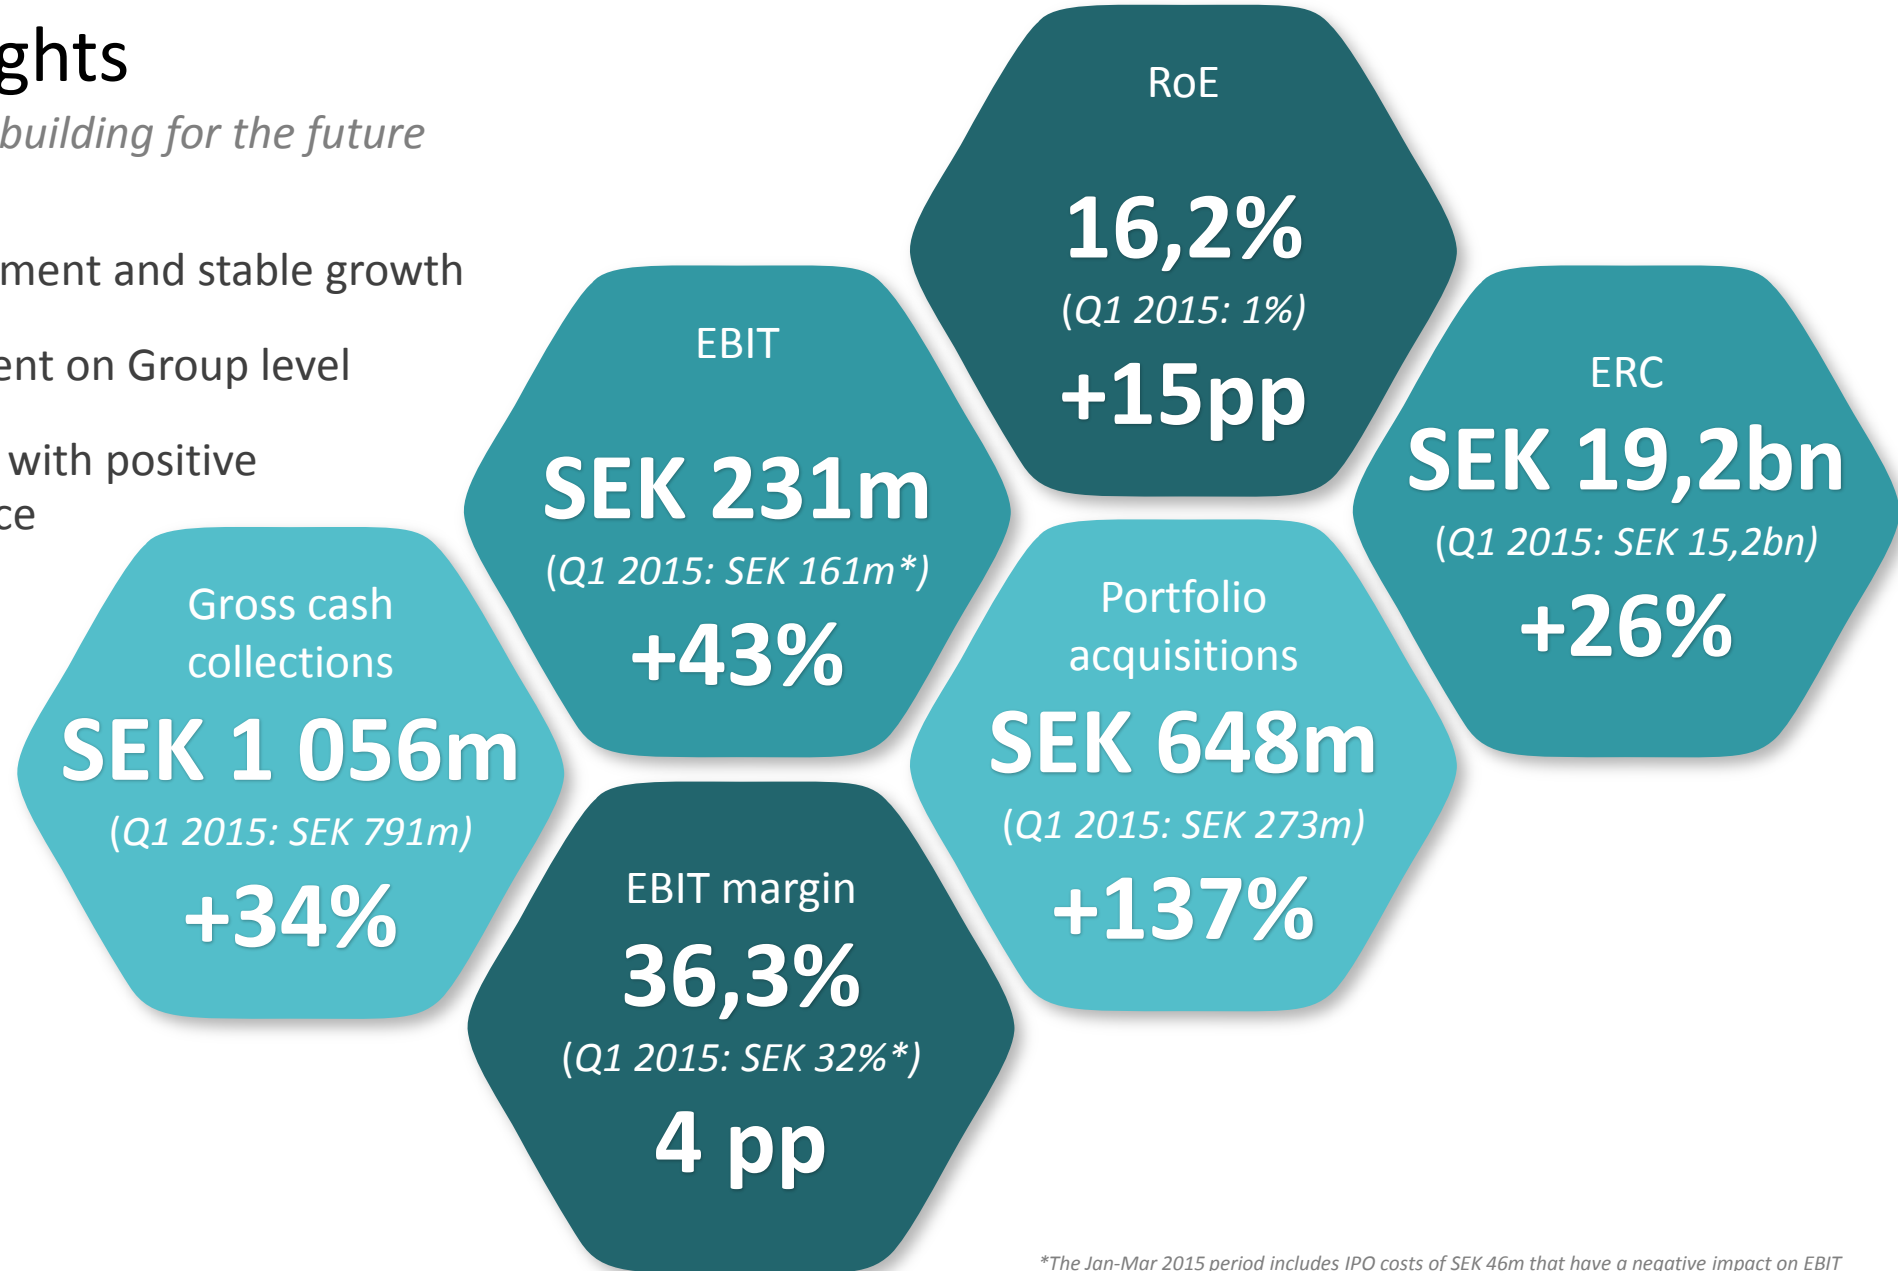 ghts
building for the future
ment and stable growth
ent on Group level
with positive
ce
RoE
16,2%
(Q1 2015: 1%)
+15pp
EBIT
SEK 231m
(Q1 2015: SEK 161m*)
+43%
ERC
SEK 19,2bn
(Q1 2015: SEK 15,2bn)
+26%
Gross cash
collections
SEK 1 056m
(Q1 2015: SEK 791m)
+34%
Portfolio
acquisitions
SEK 648m
(Q1 2015: SEK 273m)
+137%
EBIT margin
36,3%
(Q1 2015: SEK 32%*)
4 pp
*The Jan-Mar 2015 period includes IPO costs of SEK 46m that have a negative impact on EBIT